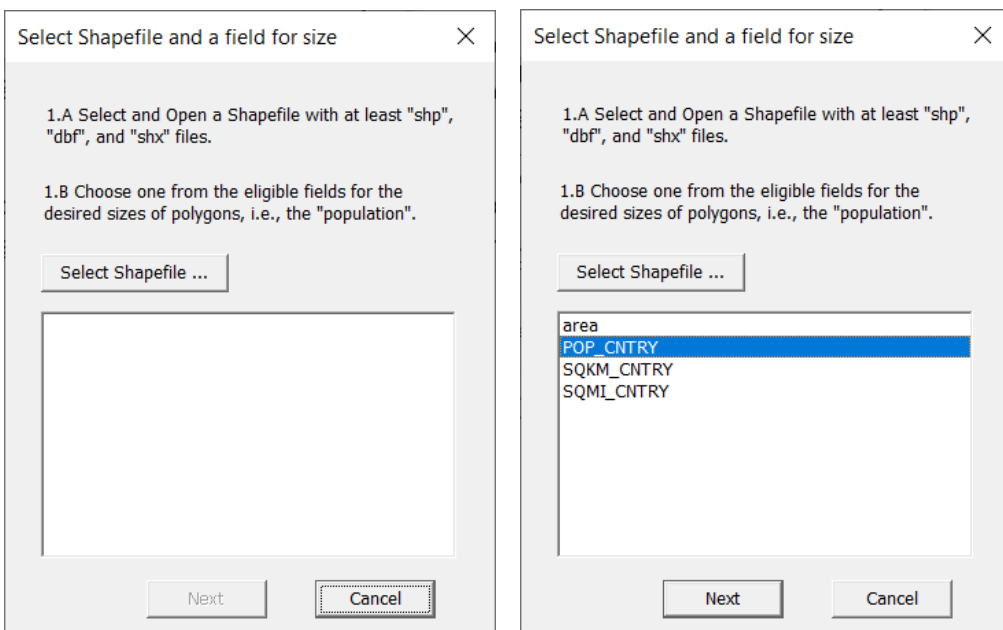 Select Shapefile and a field for size
1.A Select and Open a Shapefile with at least "shp",
"dbf", and "shx" files.
1.B Choose one from the eligible fields for the
desired sizes of polygons, i.e., the "population".
Select Shapefile ...
Next
Cancel
Select Shapefile and a field for size
1.A Select and Open a Shapefile with at least "shp",
"dbf", and "shx" files.
1.B Choose one from the eligible fields for the
desired sizes of polygons, i.e., the "population".
Select Shapefile ...
area
POP_CNTRY
SQKM_CNTRY
SQMI_CNTRY
Next
Cancel